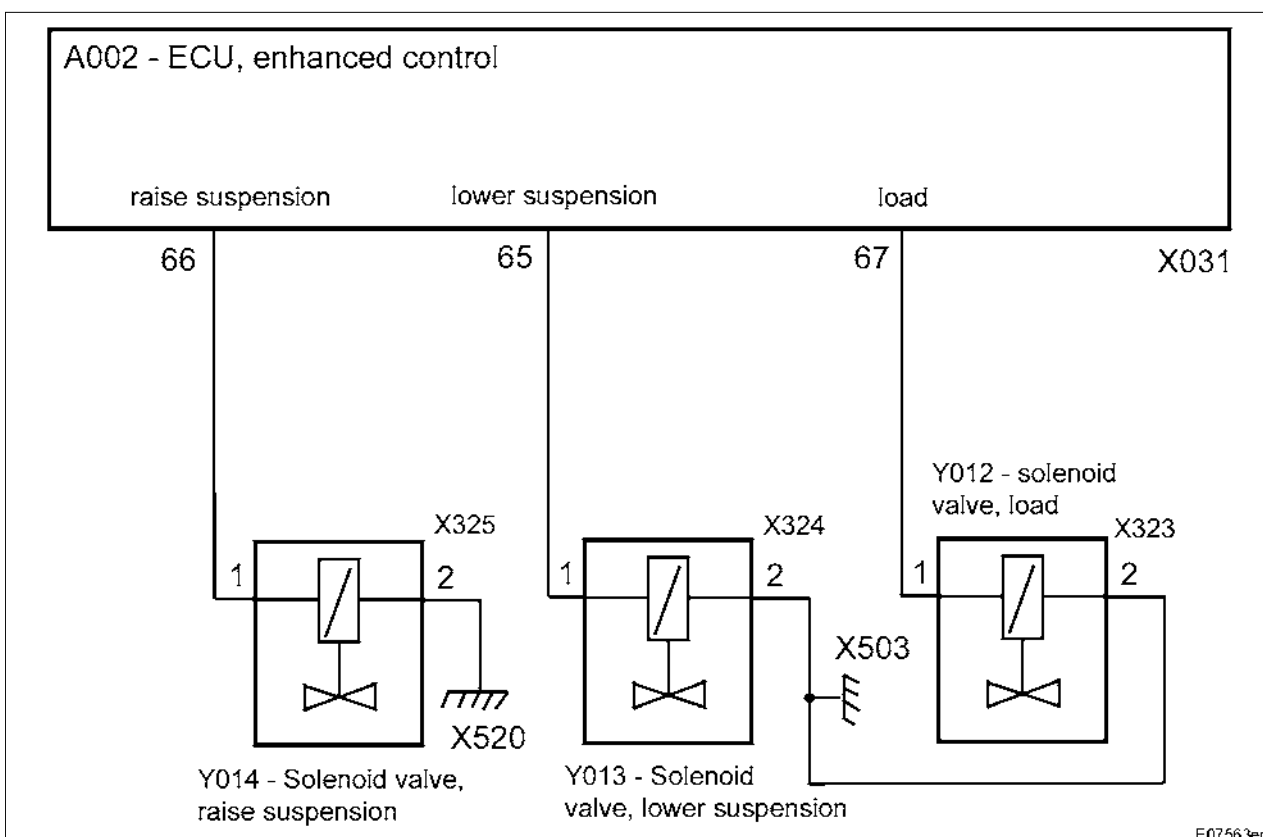 A002 - ECU, enhanced control
raise suspension
lower suspension
load
66
65
67
X031
Y012 - solenoid
valve, load
X325
X324
X323
1
2
1
2
1
2
X503
X520
Y014 - Solenoid valve,
raise suspension
Y013 - Solenoid
valve, lower suspension